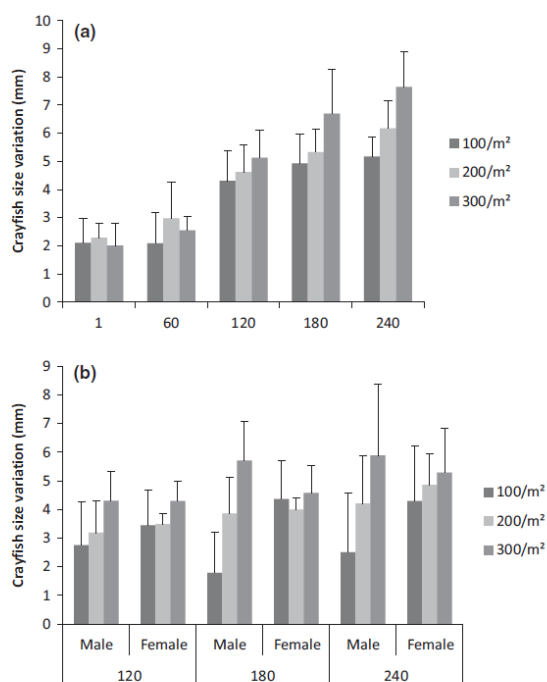 (a)
Crayfish size variation (mm)
10
9
8
7
6
5
4
3
2
1
0
1 60 120 180 240
100/m²
200/m²
300/m²
(b)
Crayfish size variation (mm)
9
8
7
6
5
4
3
2
1
0
Male Female Male Female Male Female
120 180 240
100/m²
200/m²
300/m²